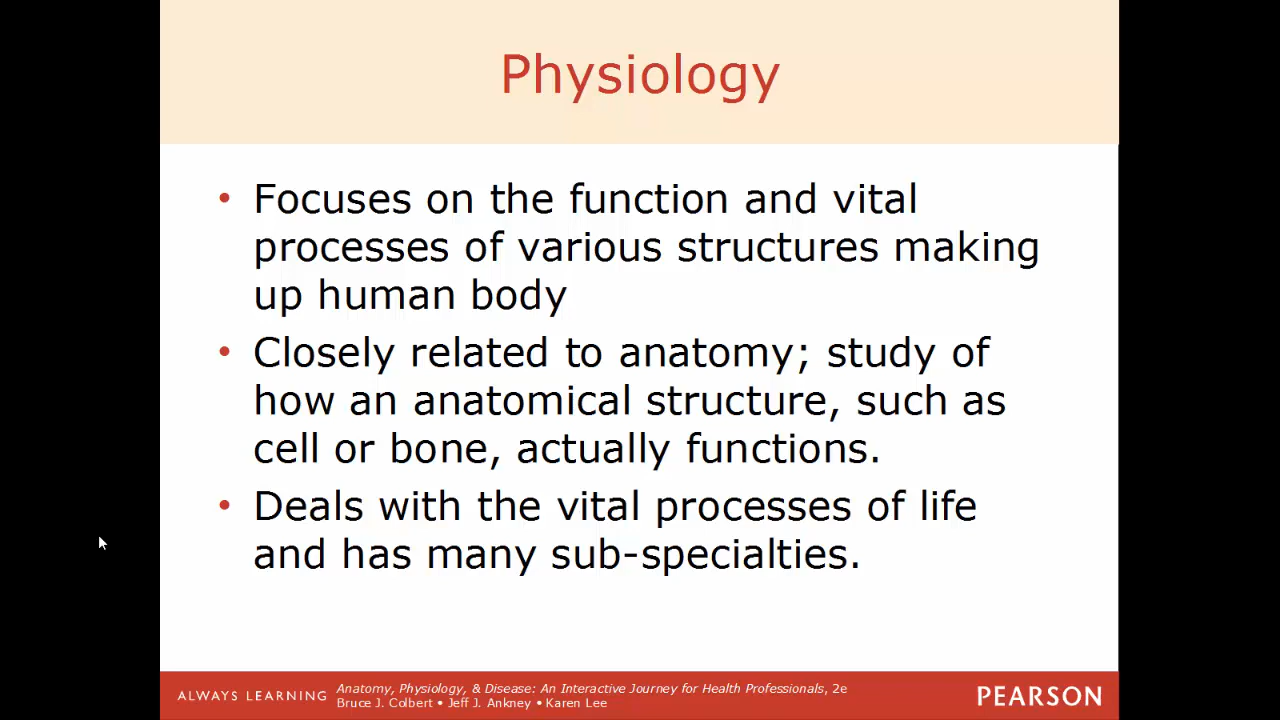 Physiology
• Focuses on the function and vital
processes of various structures making
up human body
• Closely related to anatomy; study of
how an anatomical structure, such as
cell or bone, actually functions.
• Deals with the vital processes of life
and has many sub-specialties.
ALWAYS LEARNING
Anatomy, Physiology, & Disease: An Interactive Journey for Health Professionals, 2e
Bruce J. Colbert • Jeff J. Ankney • Karen Lee
PEARSON